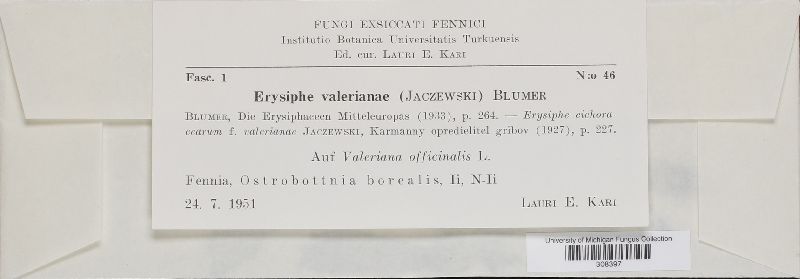 FUNGI EXSICCATI FENNICI
Institutio Botanica Universitatis Turkuensis
Ed. cur. LAURI E. KARI
Fasc. 1 N:o 46
Erysiphe valerianae (JACZEWSKI) BLUMER
BLUMER, Die Erysiphaceen Mitteleuropas (1933), p. 264. — Erysiphe cichora
cearum f. valerianae JACZEWSKI, Karmanny opredielitel gribov (1927), p. 227.
Auf Valeriana officinalis L.
Fennia, Ostrobottnia borealis, Ii, N-Ii
24. 7. 1951 LAURI E. KARI
University of Michigan Fungus Collection
308397